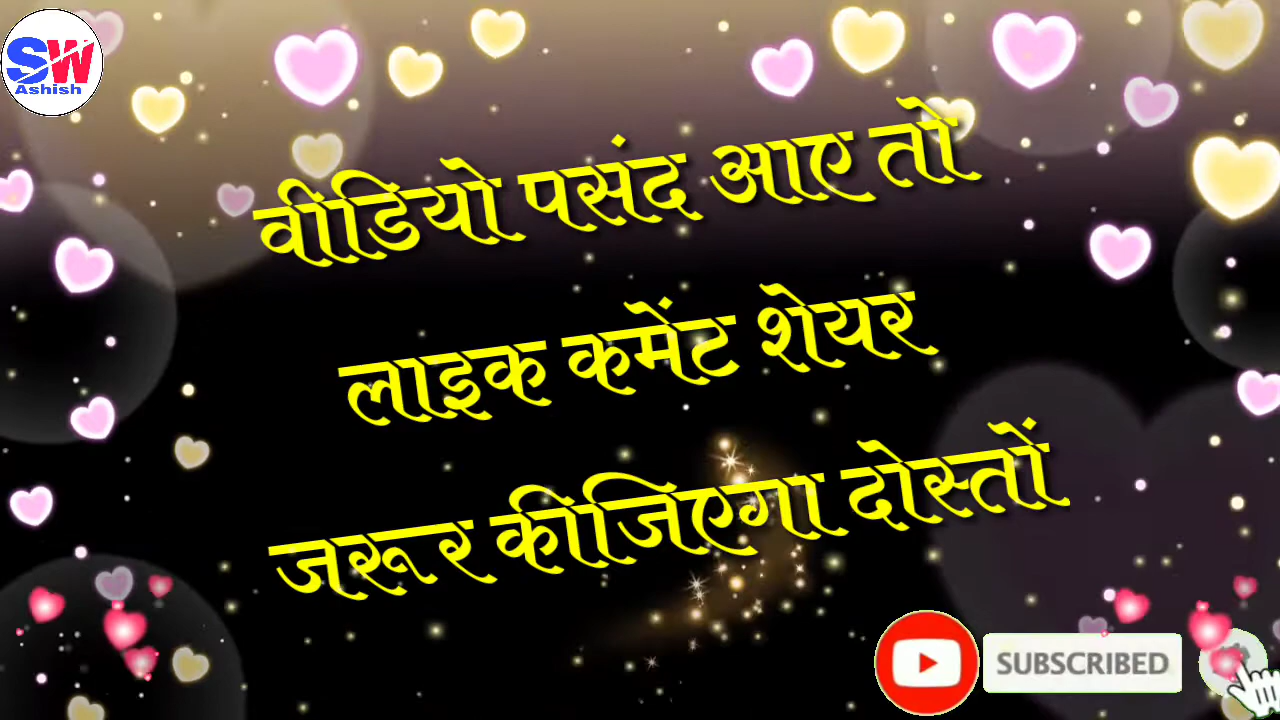 SW
Ashish
वीडियो पसंद आए तो
लाइक कमेंट शेयर
जरूर कीजिएगा दोस्तों
SUBSCRIBED